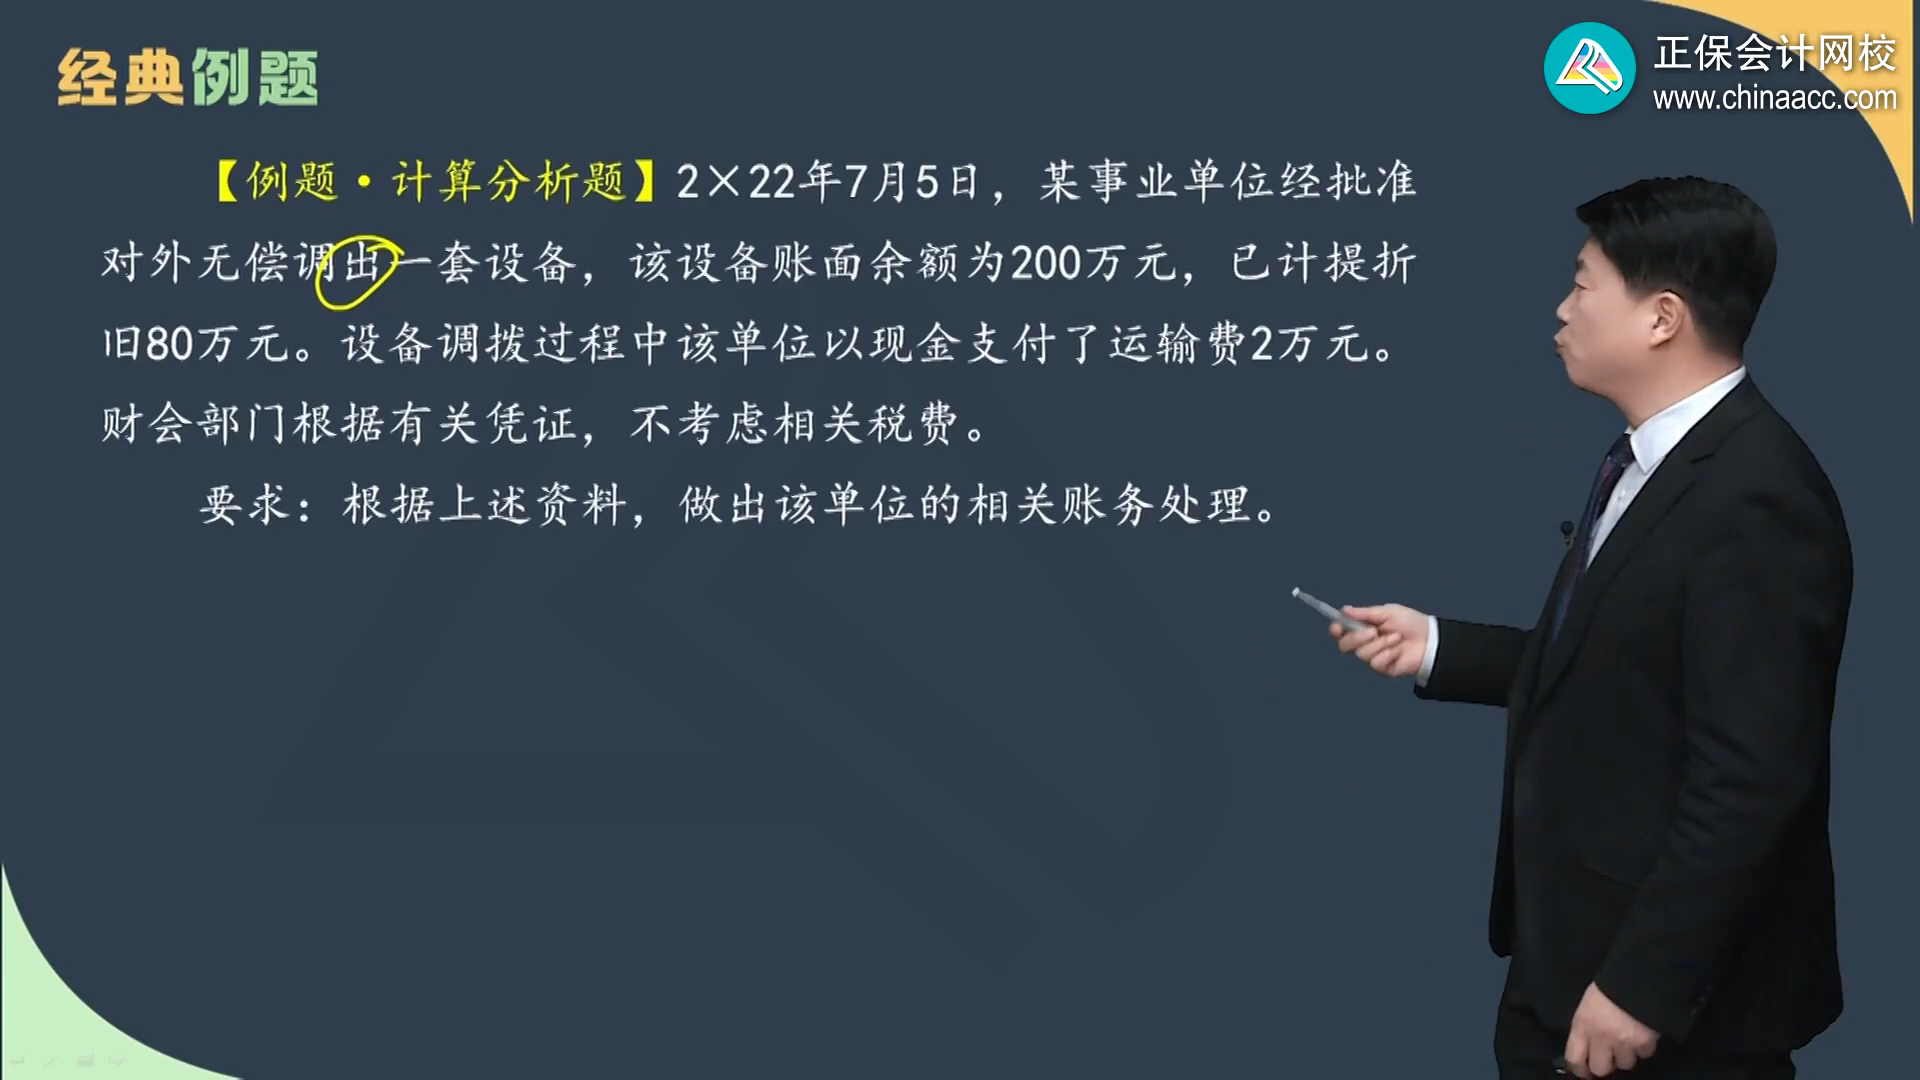 经典例题
正保会计网校
www.chinaacc.com
【例题·计算分析题】2×22年7月5日，某事业单位经批准
对外无偿调出一套设备，该设备账面余额为200万元，已计提折
旧80万元。设备调拨过程中该单位以现金支付了运输费2万元。
财会部门根据有关凭证，不考虑相关税费。
要求：根据上述资料，做出该单位的相关账务处理。